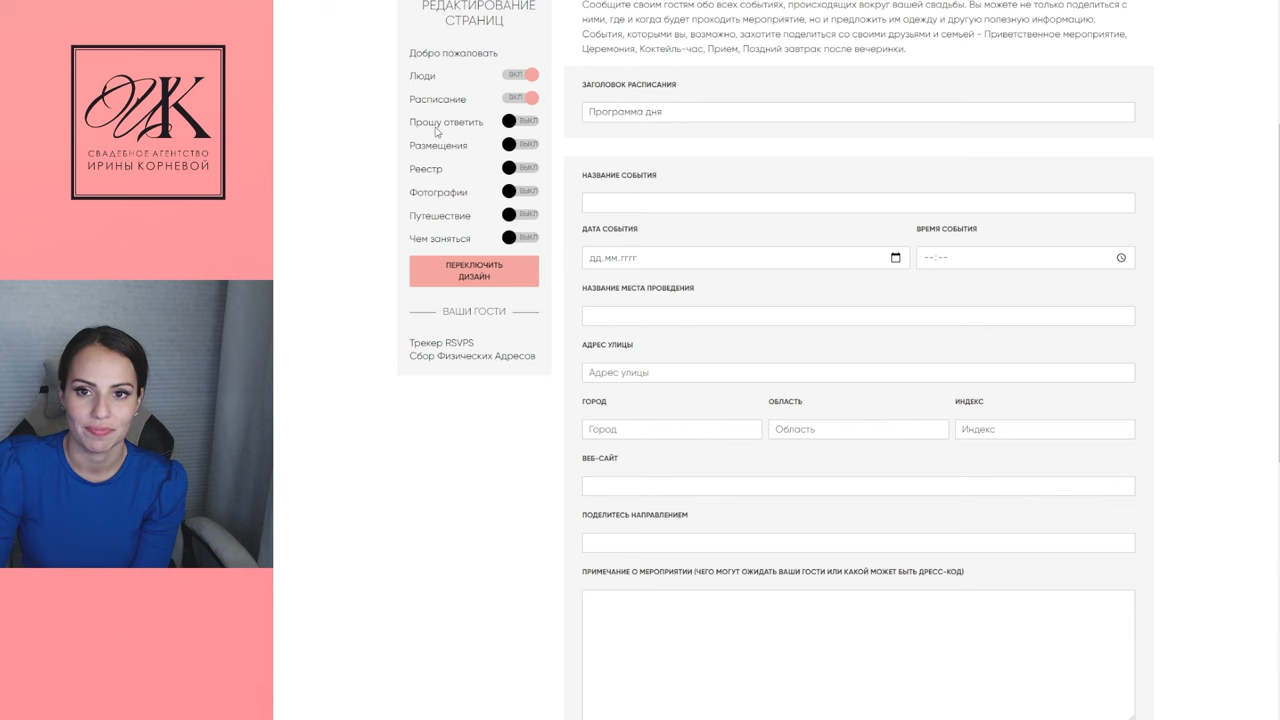 ИК
СВАДЕБНОЕ АГЕНТСТВО
ИРИНЫ КОРНЕВОЙ
РЕДАКТИРОВАНИЕ
СТРАНИЦ
Добро пожаловать
Люди ВКЛ
Расписание ВКЛ
Прошу ответить ВЫКЛ
Размещения ВЫКЛ
Реестр ВЫКЛ
Фотографии ВЫКЛ
Путешествие ВЫКЛ
Чем заняться ВЫКЛ
ПЕРЕКЛЮЧИТЬ
ДИЗАЙН
ВАШИ ГОСТИ
Трекер RSVPS
Сбор Физических Адресов
Сообщите своим гостям обо всех событиях, происходящих вокруг вашей свадьбы. Вы можете не только поделиться с
ними, где и когда будет проходить мероприятие, но и предложить им одежду и другую полезную информацию.
События, которыми вы, возможно, захотите поделиться со своими друзьями и семьей - Приветственное мероприятие,
Церемония, Коктейль-час, Прием, Поздний завтрак после вечеринки.
ЗАГОЛОВОК РАСПИСАНИЯ
Программа дня
НАЗВАНИЕ СОБЫТИЯ
ДАТА СОБЫТИЯ ВРЕМЯ СОБЫТИЯ
дд.мм.гггг --:--
НАЗВАНИЕ МЕСТА ПРОВЕДЕНИЯ
АДРЕС УЛИЦЫ
Адрес улицы
ГОРОД ОБЛАСТЬ ИНДЕКС
Город Область Индекс
ВЕБ-САЙТ
ПОДЕЛИТЕСЬ НАПРАВЛЕНИЕМ
ПРИМЕЧАНИЕ О МЕРОПРИЯТИИ (ЧЕГО МОГУТ ОЖИДАТЬ ВАШИ ГОСТИ ИЛИ КАКОЙ МОЖЕТ БЫТЬ ДРЕСС-КОД)